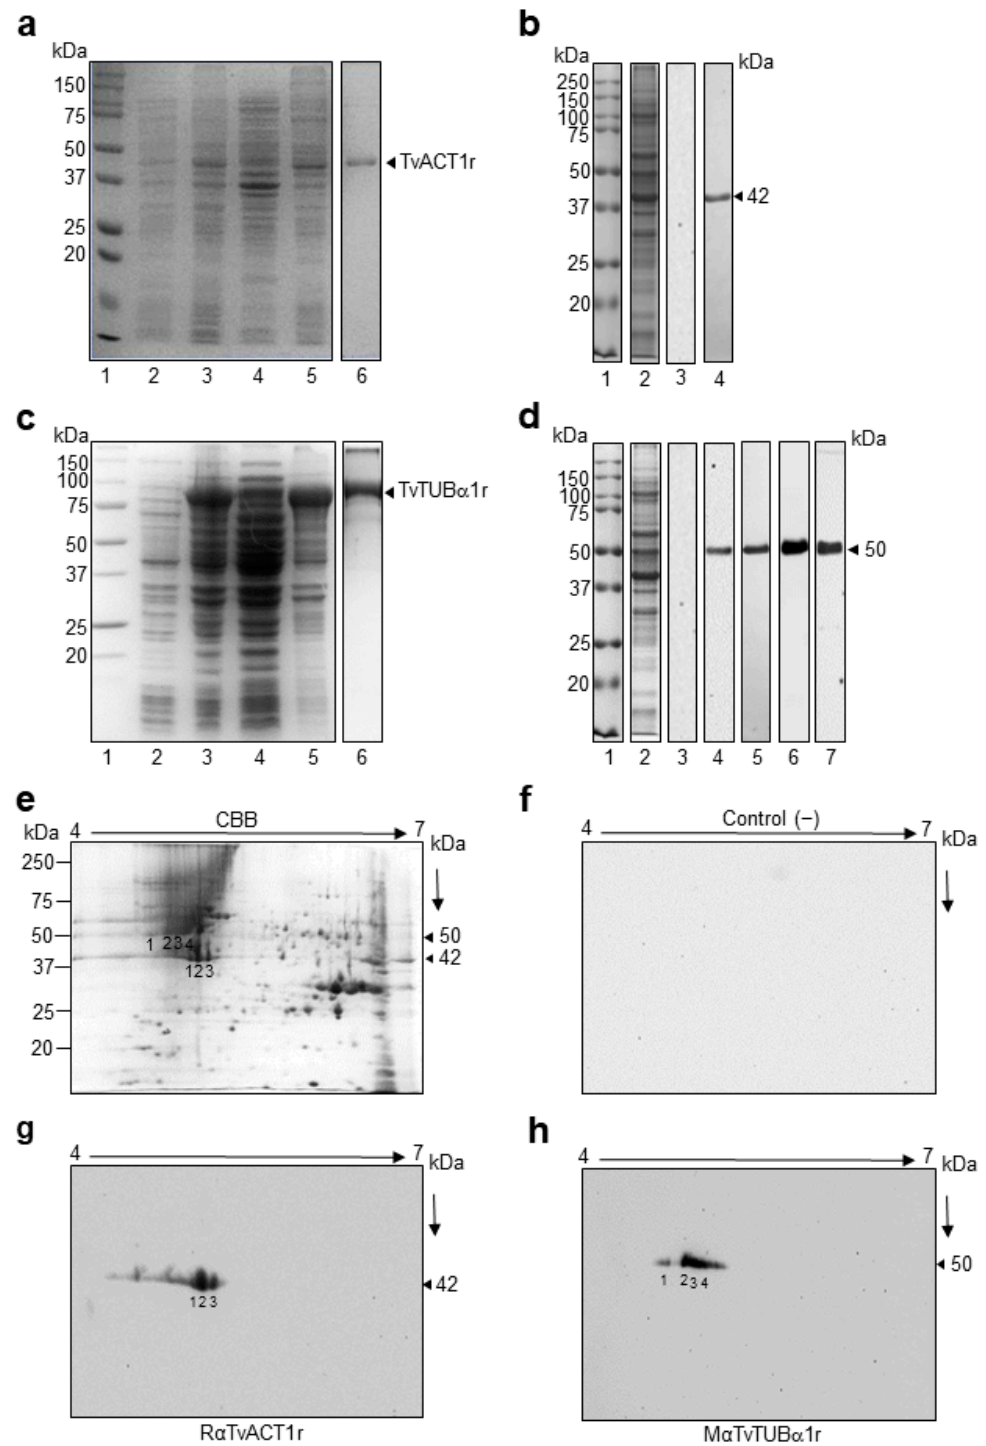 a
kDa
150
75
50
37
25
20
TvACT1r
1 2 3 4 5 6
b
kDa
kDa
250
150
100
75
50
37
25
20
42
1 2 3 4
c
kDa
150
100
75
50
37
25
20
TvTUBα1r
1 2 3 4 5 6
d
kDa
kDa
150
100
75
50
37
25
20
50
1 2 3 4 5 6 7
e
CBB
kDa 4 7
kDa
250
75
50
37
25
20
1 2 3 4
1 2 3
50
42
f
Control (−)
4 7
kDa
g
4 7
kDa
42
1 2 3
RαTvACT1r
h
4 7
kDa
50
1 2 3 4
MαTvTUBα1r